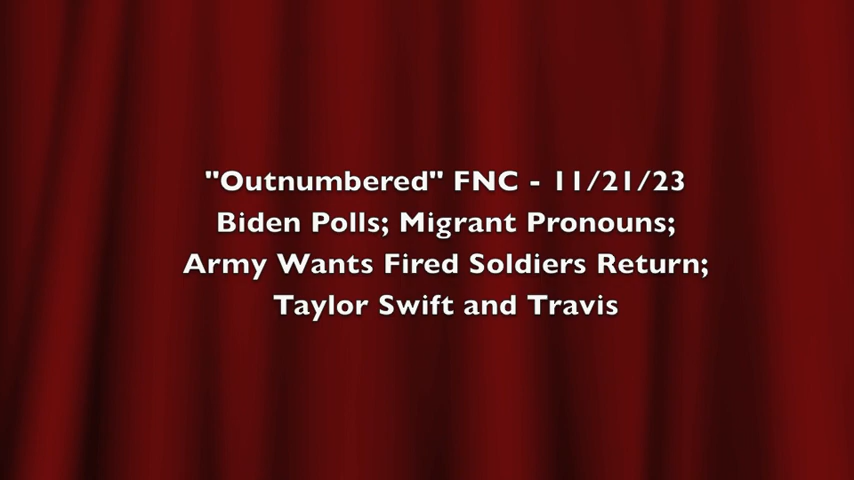 "Outnumbered" FNC - 11/21/23
Biden Polls; Migrant Pronouns;
Army Wants Fired Soldiers Return;
Taylor Swift and Travis